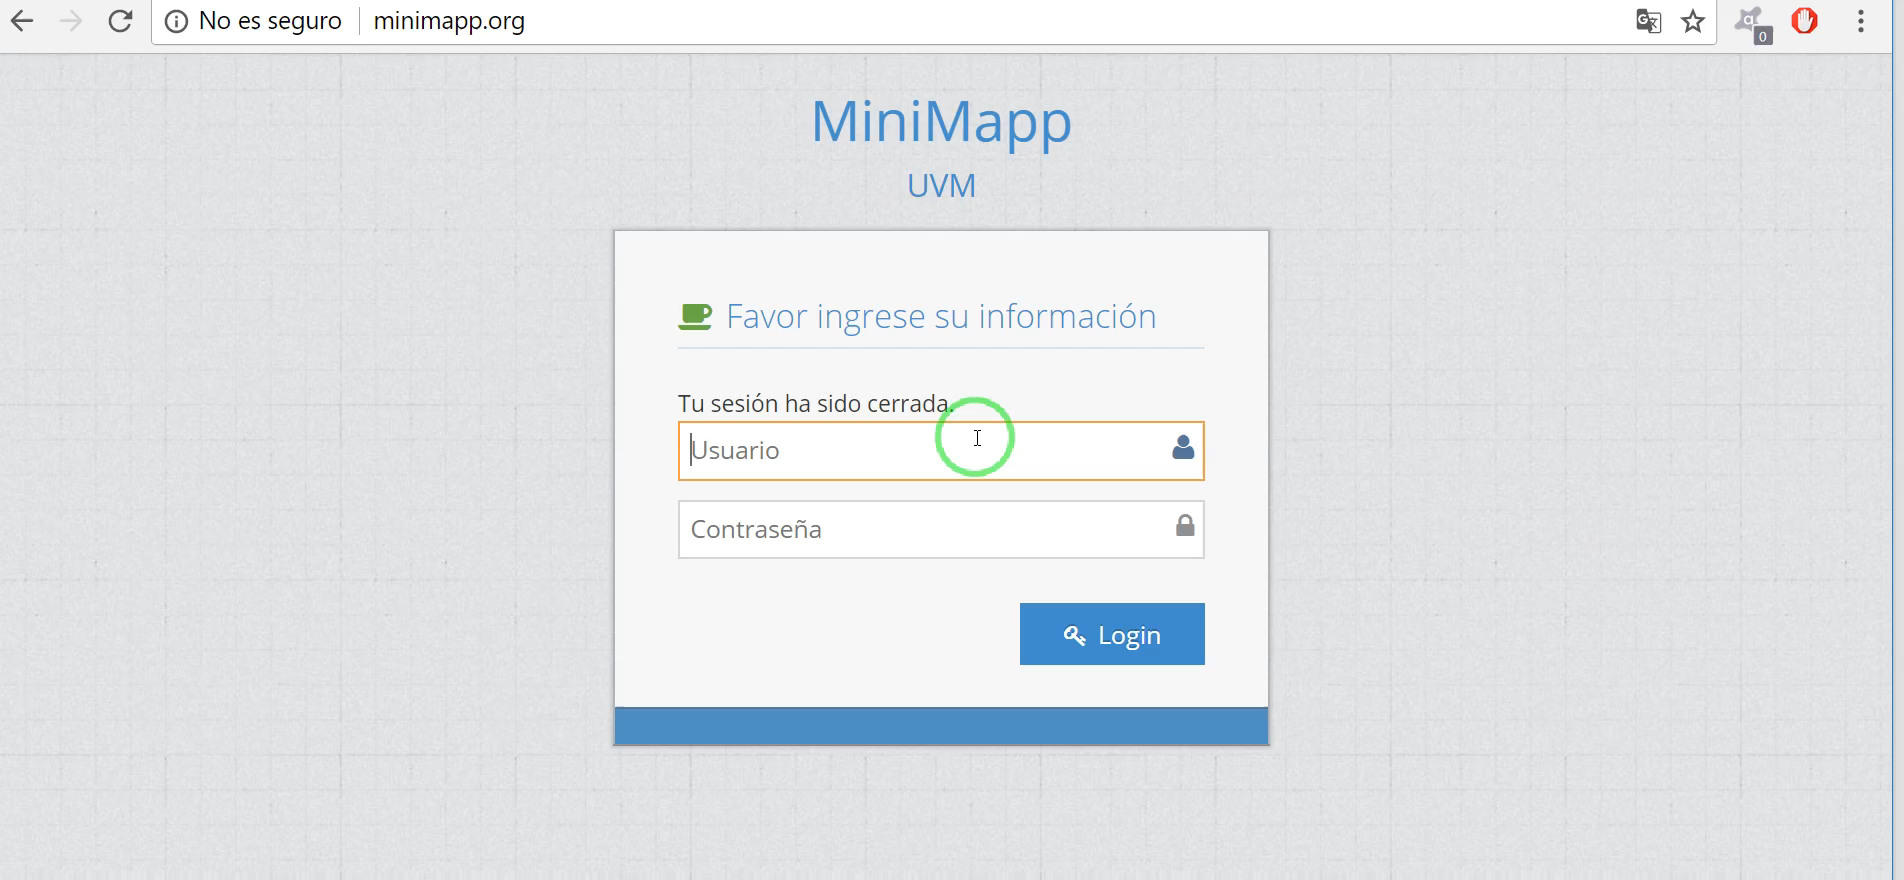 No es seguro minimapp.org
0
MiniMapp
UVM
Favor ingrese su información
Tu sesión ha sido cerrada.
Usuario
Contraseña
Login